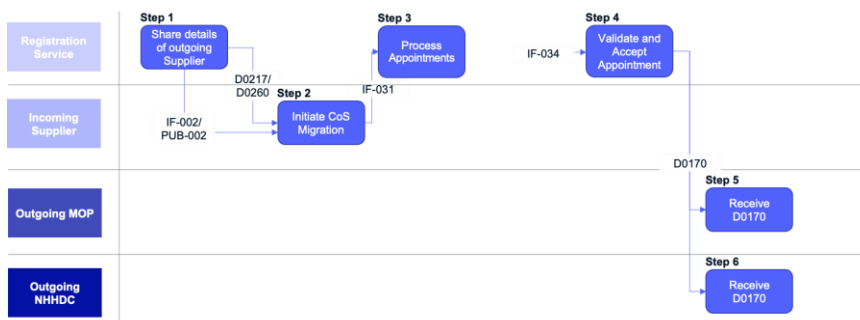 Step 1
Step 3
Step 4
Registration
Service
Share details
of outgoing
Supplier
Process
Appointments
IF-034
Validate and
Accept
Appointment
D0217/
D0260
Step 2
IF-031
Incoming
Supplier
IF-002/
PUB-002
Initiate CoS
Migration
D0170
Step 5
Outgoing MOP
Receive
D0170
Step 6
Outgoing
NHHDC
Receive
D0170